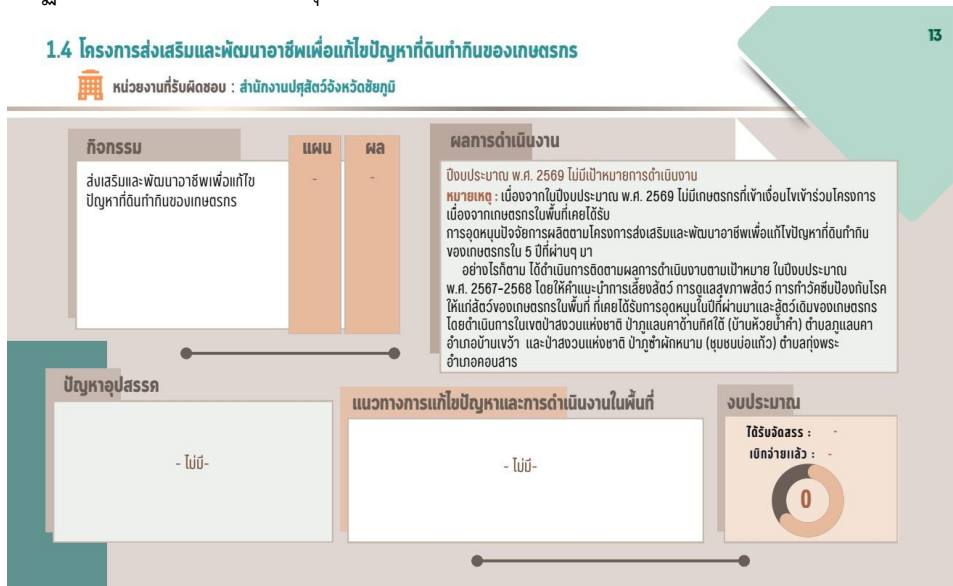 13
1.4 โครงการส่งเสริมและพัฒนาอาชีพเพื่อแก้ไขปัญหาที่ดินทำกินของเกษตรกร
หน่วยงานที่รับผิดชอบ : สำนักงานปศุสัตว์จังหวัดชัยภูมิ
กิจกรรม แผน ผล
ส่งเสริมและพัฒนาอาชีพเพื่อแก้ไข - -
ปัญหาที่ดินทำกินของเกษตรกร
ผลการดำเนินงาน
ปีงบประมาณ พ.ศ. 2569 ไม่มีเป้าหมายการดำเนินงาน
หมายเหตุ : เนื่องจากในปีงบประมาณ พ.ศ. 2569 ไม่มีเกษตรกรที่เข้าเงื่อนไขเข้าร่วมโครงการ
เนื่องจากเกษตรกรในพื้นที่เคยได้รับ
การอุดหนุนปัจจัยการผลิตตามโครงการส่งเสริมและพัฒนาอาชีพเพื่อแก้ไขปัญหาที่ดินทำกิน
ของเกษตรกรใน 5 ปีที่ผ่านๆ มา
อย่างไรก็ตาม ได้ดำเนินการติดตามผลการดำเนินงานตามเป้าหมาย ในปีงบประมาณ
พ.ศ. 2567-2568 โดยให้คำแนะนำการเลี้ยงสัตว์ การดูแลสุขภาพสัตว์ การทำวัคซีนป้องกันโรค
ให้แก่สัตว์ของเกษตรกรในพื้นที่ ที่เคยได้รับการอุดหนุนในปีที่ผ่านมาและสัตว์เดิมของเกษตรกร
โดยดำเนินการในเขตป่าสงวนแห่งชาติ ป่าภูแลนคาด้านทิศใต้ (บ้านห้วยน้ำคำ) ตำบลภูแลนคา
อำเภอบ้านเขว้า และป่าสงวนแห่งชาติ ป่าภูซำผักหนาม (ชุมชนบ่อแก้ว) ตำบลทุ่งพระ
อำเภอคอนสาร
ปัญหาอุปสรรค
- ไม่มี-
แนวทางการแก้ไขปัญหาและการดำเนินงานในพื้นที่
- ไม่มี-
งบประมาณ
ได้รับจัดสรร : -
เบิกจ่ายแล้ว : -
0